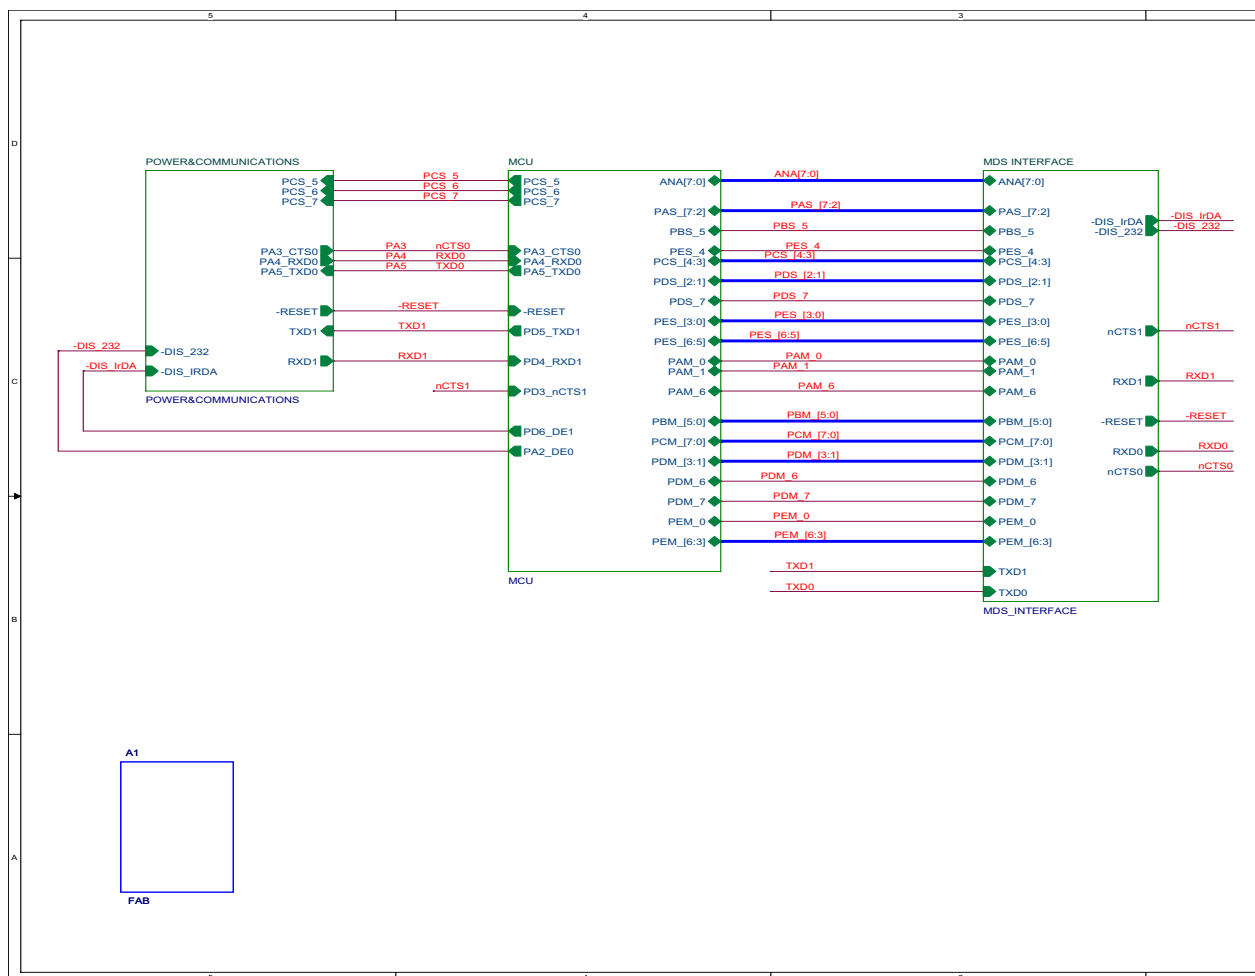 5 4 3
D
C
B
A
POWER&COMMUNICATIONS
PCS_5
PCS_6
PCS_7
PA3_CTS0
PA4_RXD0
PA5_TXD0
-RESET
TXD1
RXD1
-DIS_232
-DIS_IRDA
POWER&COMMUNICATIONS
-DIS_232
-DIS_IrDA
PCS_5
PCS_6
PCS_7
PA3 nCTS0
PA4 RXD0
PA5 TXD0
-RESET
TXD1
RXD1
nCTS1
MCU
PCS_5
PCS_6
PCS_7
PA3_CTS0
PA4_RXD0
PA5_TXD0
-RESET
PD5_TXD1
PD4_RXD1
PD3_nCTS1
PD6_DE1
PA2_DE0
ANA[7:0]
PAS_[7:2]
PBS_5
PES_4
PCS_[4:3]
PDS_[2:1]
PDS_7
PES_[3:0]
PES_[6:5]
PAM_0
PAM_1
PAM_6
PBM_[5:0]
PCM_[7:0]
PDM_[3:1]
PDM_6
PDM_7
PEM_0
PEM_[6:3]
MCU
ANA[7:0]
PAS_[7:2]
PBS_5
PES_4
PCS_[4:3]
PDS_[2:1]
PDS_7
PES_[3:0]
PES_[6:5]
PAM_0
PAM_1
PAM_6
PBM_[5:0]
PCM_[7:0]
PDM_[3:1]
PDM_6
PDM_7
PEM_0
PEM_[6:3]
TXD1
TXD0
MDS INTERFACE
ANA[7:0]
PAS_[7:2]
PBS_5
PES_4
PCS_[4:3]
PDS_[2:1]
PDS_7
PES_[3:0]
PES_[6:5]
PAM_0
PAM_1
PAM_6
PBM_[5:0]
PCM_[7:0]
PDM_[3:1]
PDM_6
PDM_7
PEM_0
PEM_[6:3]
TXD1
TXD0
-DIS_IrDA
-DIS_232
nCTS1
RXD1
-RESET
RXD0
nCTS0
MDS_INTERFACE
-DIS_IrDA
-DIS_232
nCTS1
RXD1
-RESET
RXD0
nCTS0
A1
FAB